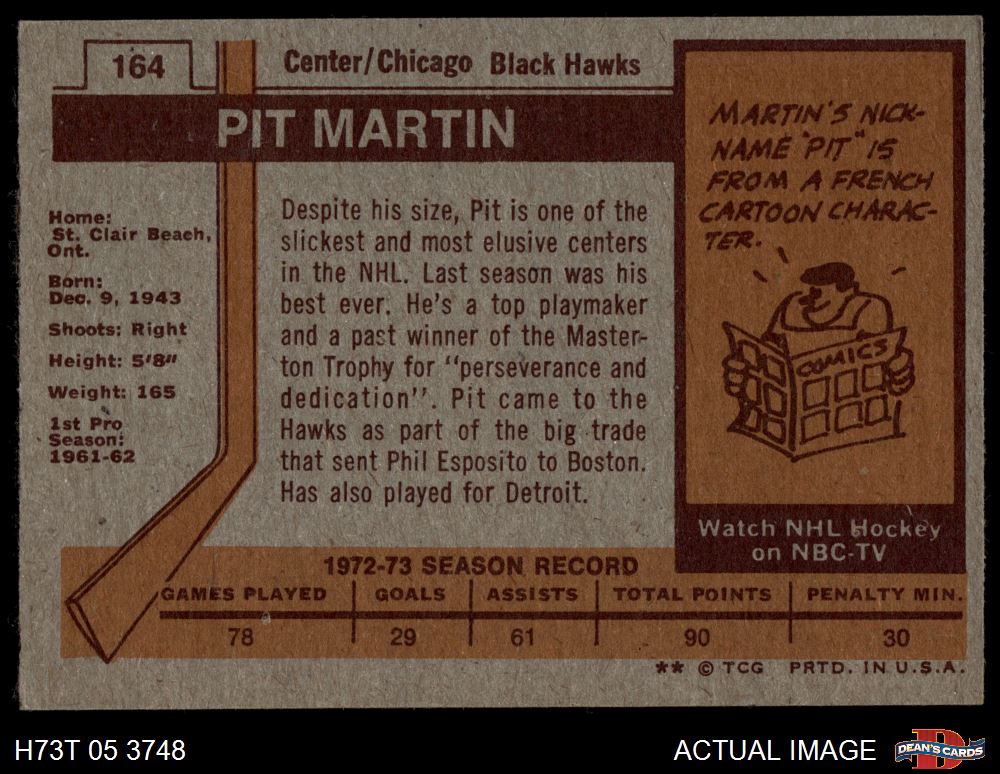 164
Center/Chicago Black Hawks
PIT MARTIN
Home:
St. Clair Beach,
Ont.
Born:
Dec. 9, 1943
Shoots: Right
Height: 5'8"
Weight: 165
1st Pro
Season:
1961-62
Despite his size, Pit is one of the
slickest and most elusive centers
in the NHL. Last season was his
best ever. He's a top playmaker
and a past winner of the Master-
ton Trophy for "perseverance and
dedication". Pit came to the
Hawks as part of the big trade
that sent Phil Esposito to Boston.
Has also played for Detroit.
MARTIN'S NICK-
NAME "PIT" IS
FROM A FRENCH
CARTOON CHARAC-
TER.
COMICS
Watch NHL Hockey
on NBC-TV
1972-73 SEASON RECORD
GAMES PLAYED GOALS ASSISTS TOTAL POINTS PENALTY MIN.
78 29 61 90 30
** © TCG PRTD. IN U.S.A.
H73T 05 3748
ACTUAL IMAGE
D
DEAN'S CARDS